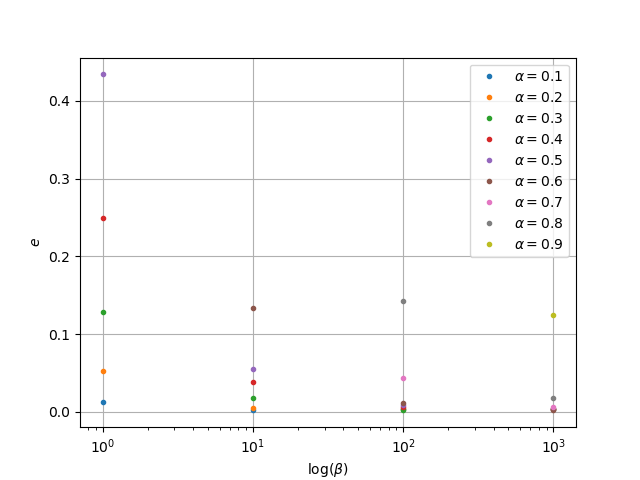 0.4
0.3
0.2
0.1
0.0
e
10⁰
10¹
10²
10³
log(β)
α = 0.1
α = 0.2
α = 0.3
α = 0.4
α = 0.5
α = 0.6
α = 0.7
α = 0.8
α = 0.9